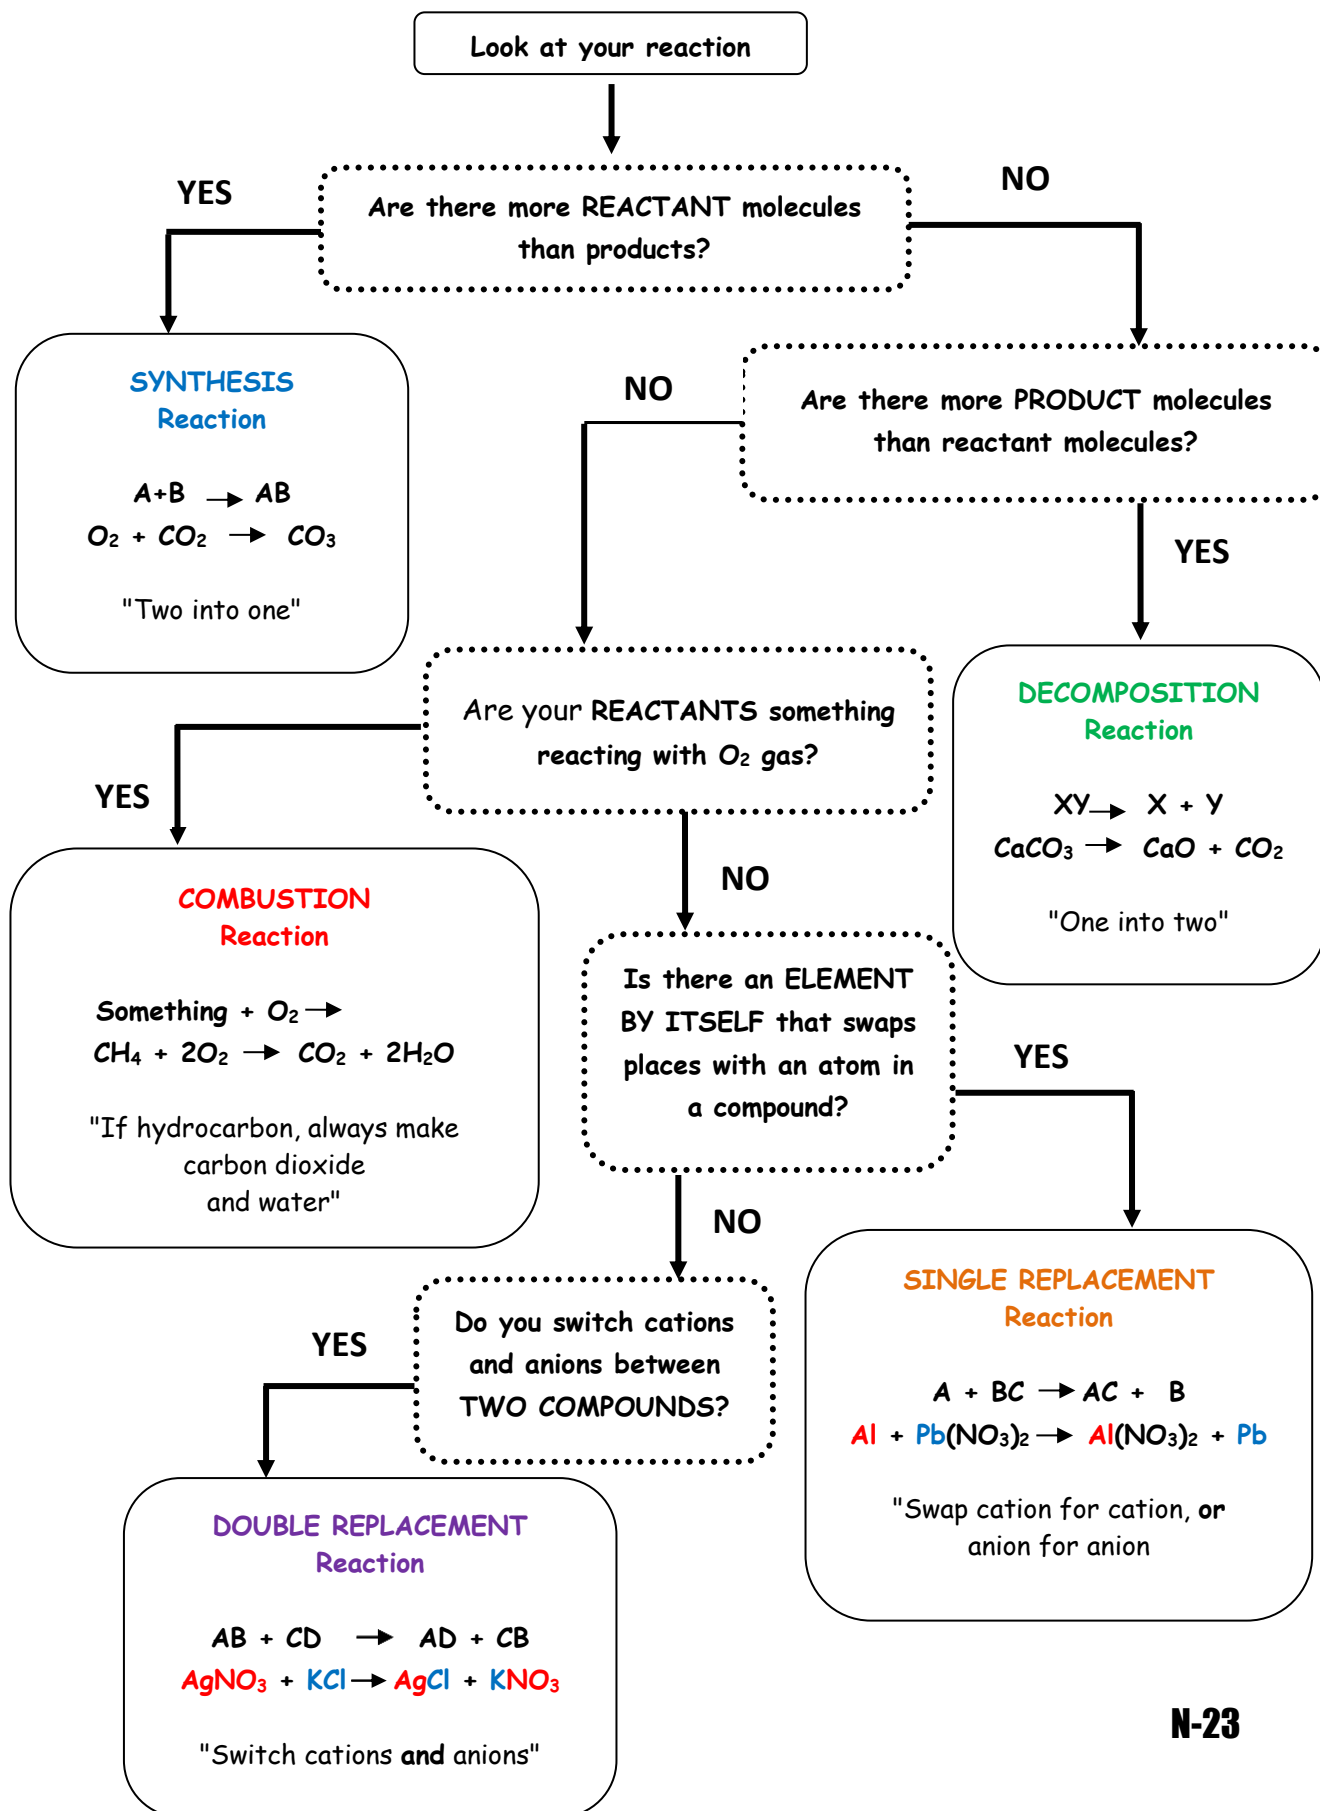 Look at your reaction
YES
NO
Are there more REACTANT molecules
than products?
SYNTHESIS
Reaction
A+B → AB
O₂ + CO₂ → CO₃
"Two into one"
NO
Are there more PRODUCT molecules
than reactant molecules?
YES
Are your REACTANTS something
reacting with O₂ gas?
DECOMPOSITION
Reaction
XY → X + Y
CaCO₃ → CaO + CO₂
"One into two"
YES
NO
COMBUSTION
Reaction
Something + O₂ →
CH₄ + 2O₂ → CO₂ + 2H₂O
"If hydrocarbon, always make
carbon dioxide
and water"
Is there an ELEMENT
BY ITSELF that swaps
places with an atom in
a compound?
YES
NO
SINGLE REPLACEMENT
Reaction
A + BC → AC + B
Al + Pb(NO₃)₂ → Al(NO₃)₂ + Pb
"Swap cation for cation, or
anion for anion
Do you switch cations
and anions between
TWO COMPOUNDS?
YES
DOUBLE REPLACEMENT
Reaction
AB + CD → AD + CB
AgNO₃ + KCl → AgCl + KNO₃
"Switch cations and anions"
N-23